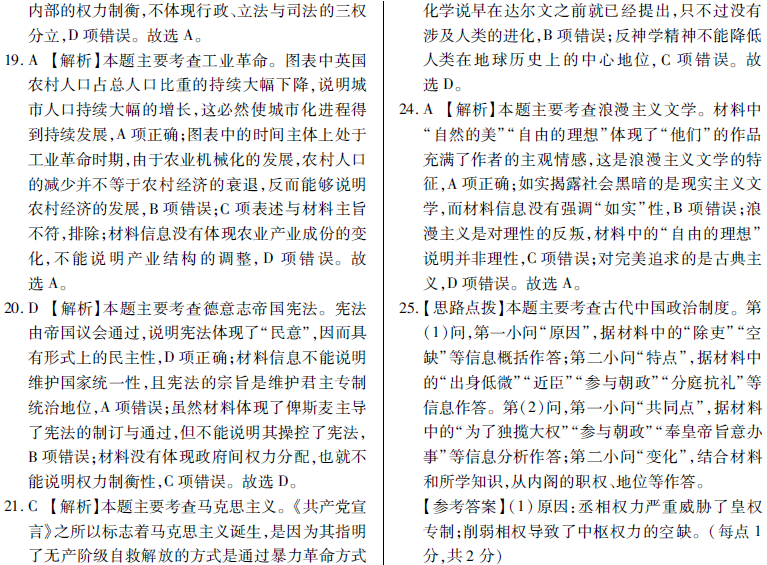 内部的权力制衡,不体现行政、立法与司法的三权
分立,D 项错误。故选 A。
19. A 【解析】本题主要考查工业革命。图表中英国
农村人口占总人口比重的持续大幅下降,说明城
市人口持续大幅的增长,这必然使城市化进程得
到持续发展,A 项正确;图表中的时间主体上处于
工业革命时期,由于农业机械化的发展,农村人口
的减少并不等于农村经济的衰退,反而能够说明
农村经济的发展,B 项错误;C 项表述与材料主旨
不符,排除;材料信息没有体现农业产业成份的变
化,不能说明产业结构的调整,D 项错误。故
选 A。
20. D 【解析】本题主要考查德意志帝国宪法。宪法
由帝国议会通过,说明宪法体现了“民意”,因而具
有形式上的民主性,D 项正确;材料信息不能说明
维护国家统一性,且宪法的宗旨是维护君主专制
统治地位,A 项错误;虽然材料体现了俾斯麦主导
了宪法的制订与通过,但不能说明其操控了宪法,
B 项错误;材料没有体现政府间权力分配,也就不
能说明权力制衡性,C 项错误。故选 D。
21. C 【解析】本题主要考查马克思主义。《共产党宣
言》之所以标志着马克思主义诞生,是因为其指明
了无产阶级自救解放的方式是通过暴力革命方式
化学说早在达尔文之前就已经提出,只不过没有
涉及人类的进化,B 项错误;反神学精神不能降低
人类在地球历史上的中心地位,C 项错误。故
选 D。
24. A 【解析】本题主要考查浪漫主义文学。材料中
“自然的美”“自由的理想”体现了“他们”的作品
充满了作者的主观情感,这是浪漫主义文学的特
征,A 项正确;如实揭露社会黑暗的是现实主义文
学,而材料信息没有强调“如实”性,B 项错误;浪
漫主义是对理性的反叛,材料中的“自由的理想”
说明并非理性,C 项错误;对完美追求的是古典主
义,D 项错误。故选 A。
25. 【思路点拨】本题主要考查古代中国政治制度。第
(1)问,第一小问“原因”,据材料中的“除吏”“空
缺”等信息概括作答;第二小问“特点”,据材料中
的“出身低微”“近臣”“参与朝政”“分庭抗礼”等
信息作答。第(2)问,第一小问“共同点”,据材料
中的“为了独揽大权”“参与朝政”“奉皇帝旨意办
事”等信息分析作答;第二小问“变化”,结合材料
和所学知识,从内阁的职权、地位等作答。
【参考答案】(1)原因:丞相权力严重威胁了皇权
专制;削弱相权导致了中枢权力的空缺。(每点 1
分,共 2 分)